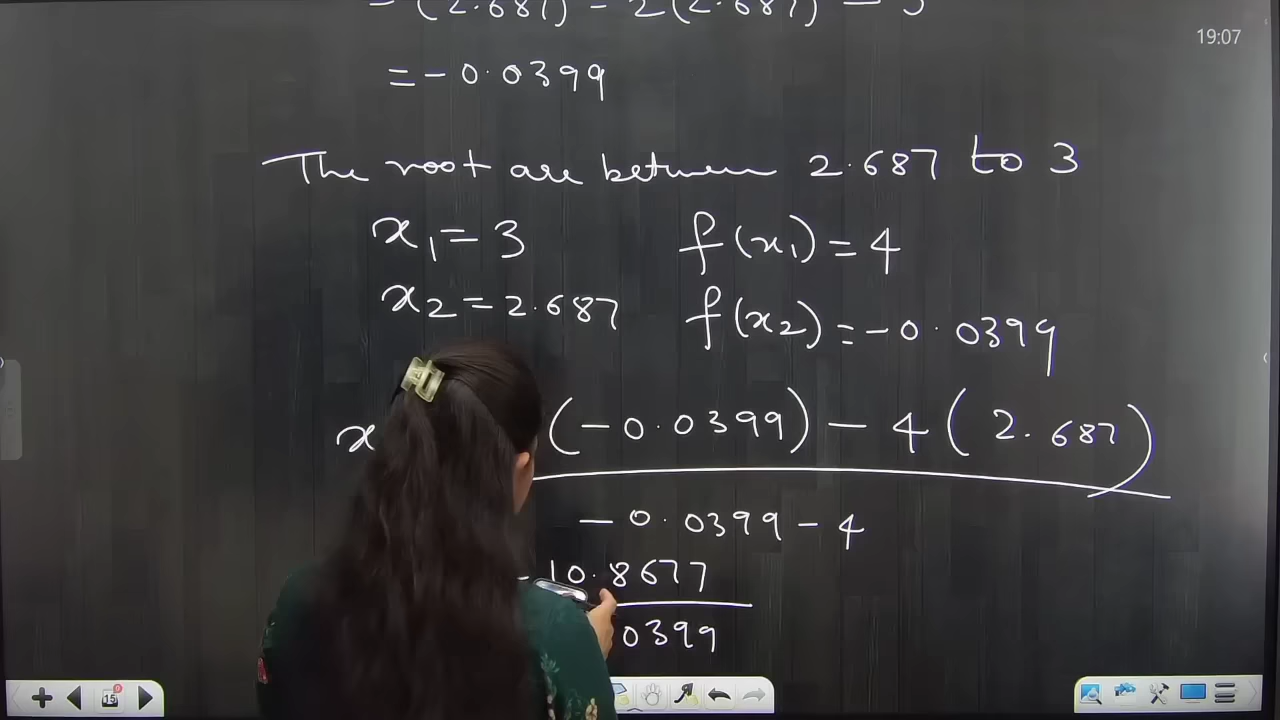 19:07
= - 0.0399
The root are between 2.687 to 3
x₁ = 3 f(x₁) = 4
x₂ = 2.687 f(x₂) = -0.0399
x (-0.0399) - 4 (2.687)
-0.0399 - 4
-10.8677
0399
15